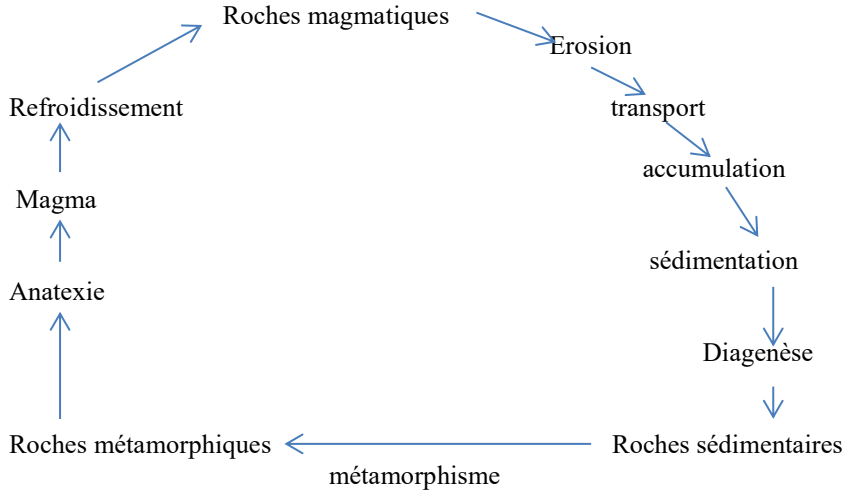 Roches magmatiques
Erosion
Refroidissement
transport
accumulation
Magma
sédimentation
Anatexie
Diagenèse
Roches métamorphiques
Roches sédimentaires
métamorphisme